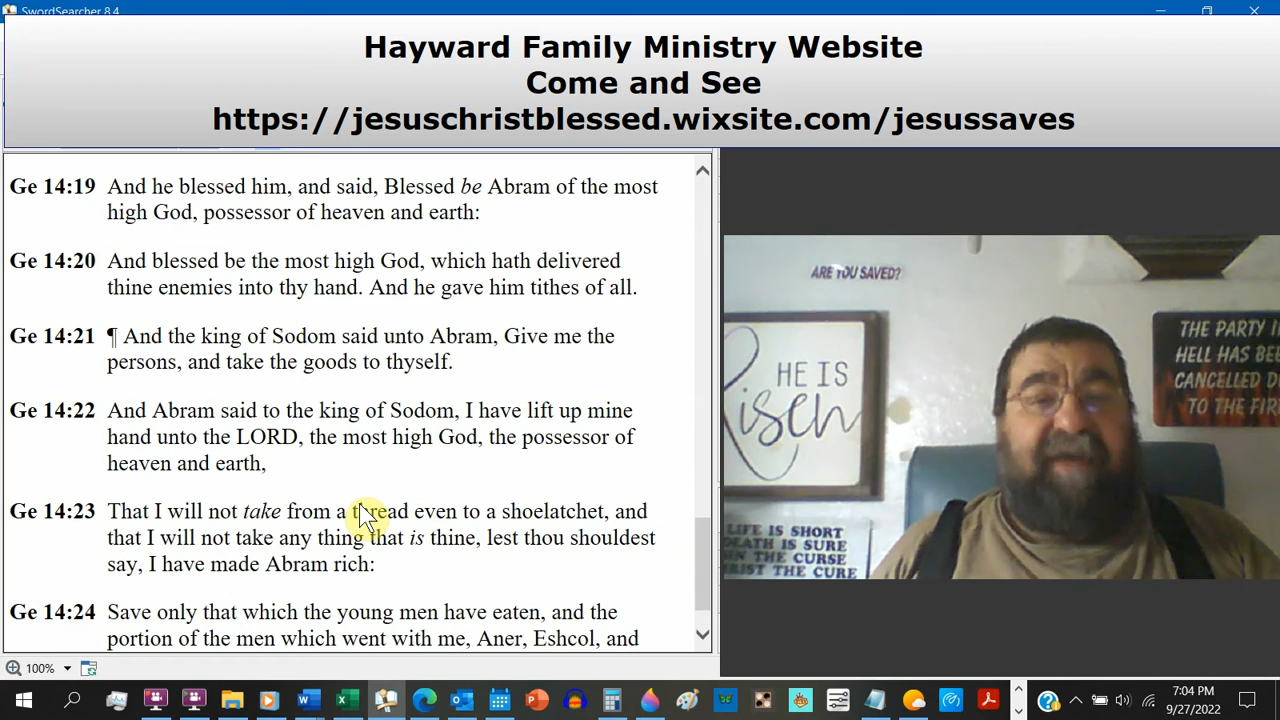 SwordSearcher 8.4
Hayward Family Ministry Website
Come and See
https://jesuschristblessed.wixsite.com/jesussaves
Ge 14:19 And he blessed him, and said, Blessed be Abram of the most
high God, possessor of heaven and earth:
Ge 14:20 And blessed be the most high God, which hath delivered
thine enemies into thy hand. And he gave him tithes of all.
Ge 14:21 ¶ And the king of Sodom said unto Abram, Give me the
persons, and take the goods to thyself.
Ge 14:22 And Abram said to the king of Sodom, I have lift up mine
hand unto the LORD, the most high God, the possessor of
heaven and earth,
Ge 14:23 That I will not take from a thread even to a shoelatchet, and
that I will not take any thing that is thine, lest thou shouldest
say, I have made Abram rich:
Ge 14:24 Save only that which the young men have eaten, and the
portion of the men which went with me, Aner, Eshcol, and
100%
ARE YOU SAVED?
HE IS
Risen
THE PARTY I
HELL HAS BEE
CANCELLED D
TO THE FIR
LIFE IS SHORT
DEATH IS SURE
THE CURSE
THE CURE
7:04 PM
9/27/2022